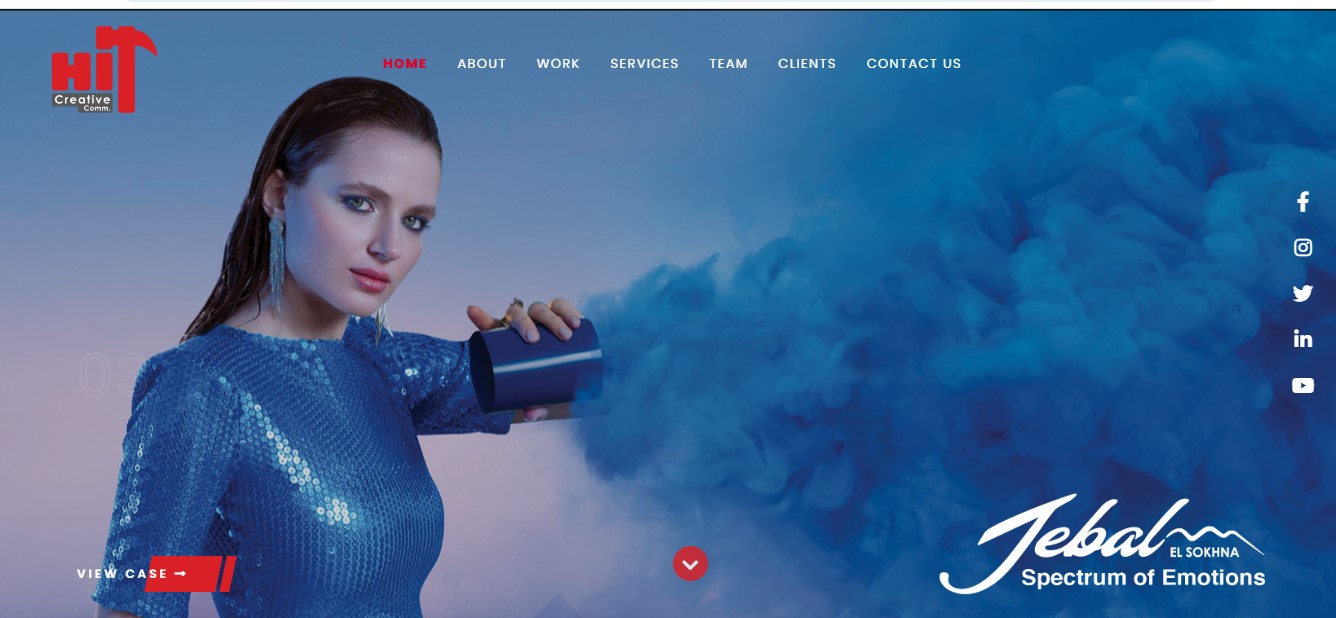 HiT
Creative
Comm.
HOME ABOUT WORK SERVICES TEAM CLIENTS CONTACT US
03
VIEW CASE →
Jebal
EL SOKHNA
Spectrum of Emotions